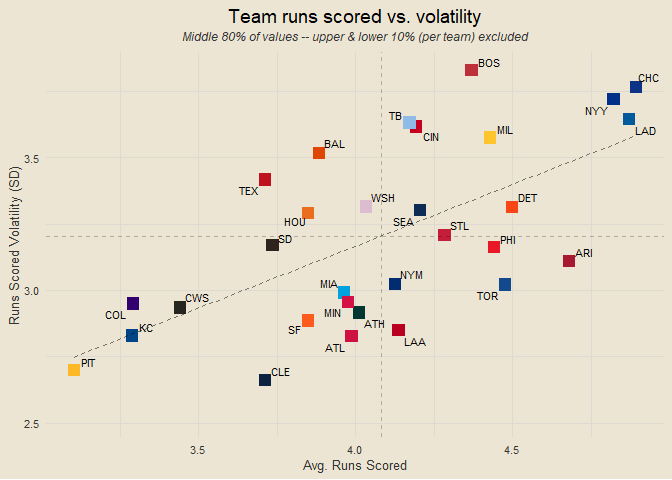 Team runs scored vs. volatility
Middle 80% of values -- upper & lower 10% (per team) excluded
BOS
CHC
NYY
LAD
TB
CIN
MIL
BAL
TEX
WSH
DET
HOU
SEA
STL
SD
PHI
ARI
MIA
NYM
TOR
COL
CWS
MIN
ATH
KC
SF
ATL
LAA
PIT
CLE
3.5
3.0
2.5
Runs Scored Volatility (SD)
3.5
4.0
4.5
Avg. Runs Scored